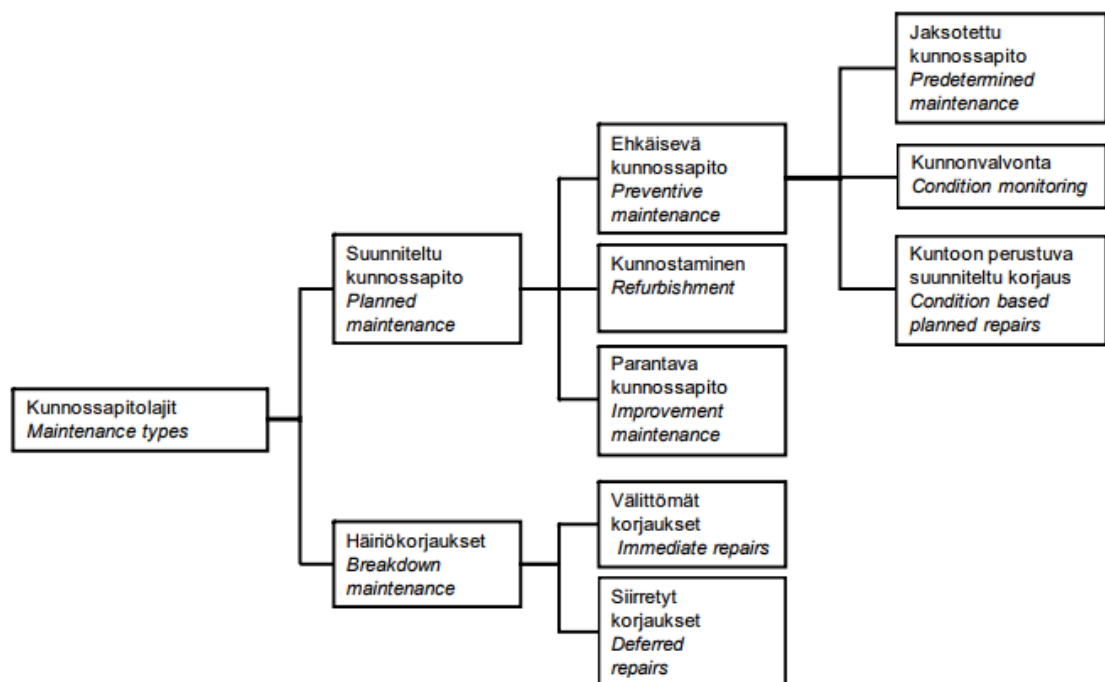 Kunnossapitolajit
Maintenance types
Suunniteltu
kunnossapito
Planned
maintenance
Häiriökorjaukset
Breakdown
maintenance
Ehkäisevä
kunnossapito
Preventive
maintenance
Kunnostaminen
Refurbishment
Parantava
kunnossapito
Improvement
maintenance
Välittömät
korjaukset
Immediate repairs
Siirretyt
korjaukset
Deferred
repairs
Jaksotettu
kunnossapito
Predetermined
maintenance
Kunnonvalvonta
Condition monitoring
Kuntoon perustuva
suunniteltu korjaus
Condition based
planned repairs